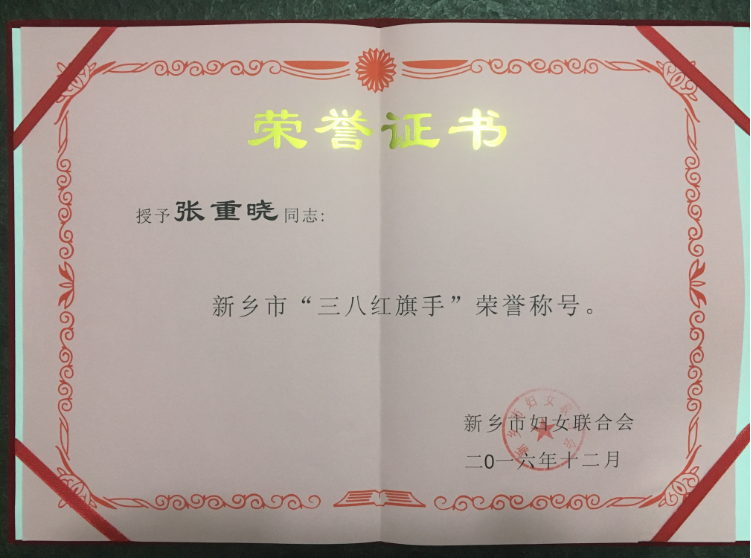 荣誉证书
授予张重晓同志:
新乡市“三八红旗手”荣誉称号。
新乡市妇女联合会
二0一六年十二月